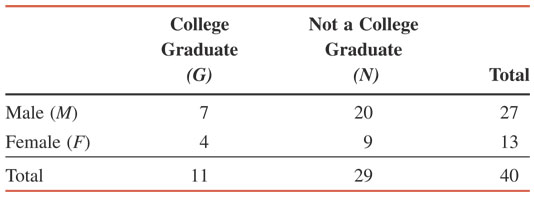 College Not a College
Graduate Graduate
(G) (N) Total
Male (M) 7 20 27
Female (F) 4 9 13
Total 11 29 40